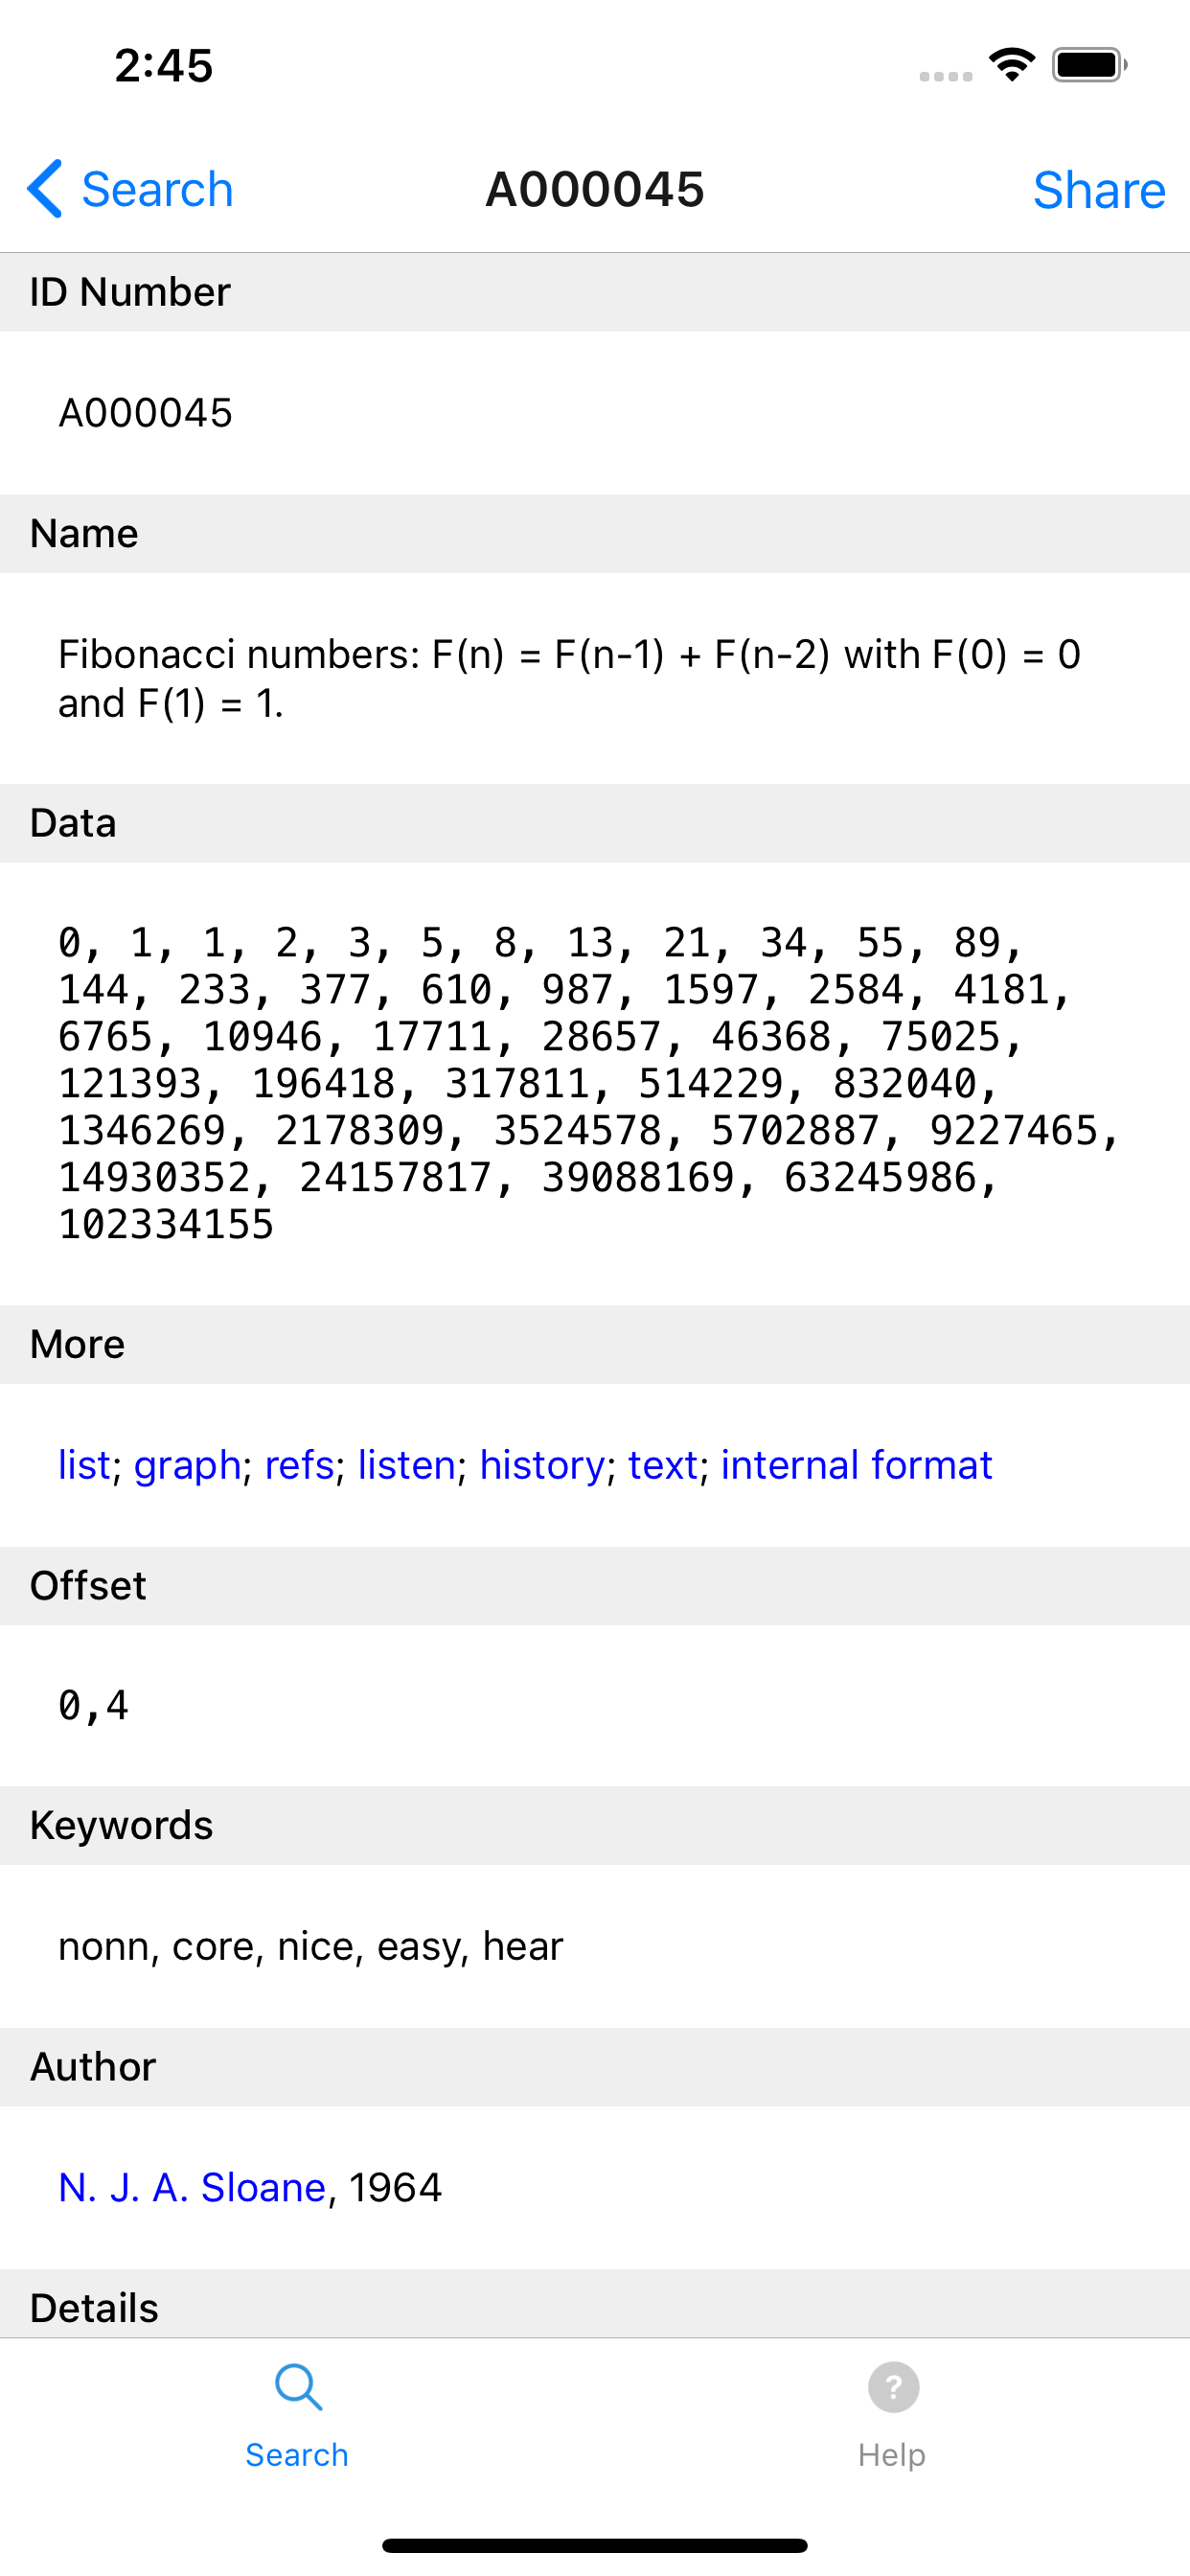 2:45
Search
A000045
Share
ID Number
A000045
Name
Fibonacci numbers: F(n) = F(n-1) + F(n-2) with F(0) = 0
and F(1) = 1.
Data
0, 1, 1, 2, 3, 5, 8, 13, 21, 34, 55, 89,
144, 233, 377, 610, 987, 1597, 2584, 4181,
6765, 10946, 17711, 28657, 46368, 75025,
121393, 196418, 317811, 514229, 832040,
1346269, 2178309, 3524578, 5702887, 9227465,
14930352, 24157817, 39088169, 63245986,
102334155
More
list; graph; refs; listen; history; text; internal format
Offset
0,4
Keywords
nonn, core, nice, easy, hear
Author
N. J. A. Sloane, 1964
Details
?
Search
Help